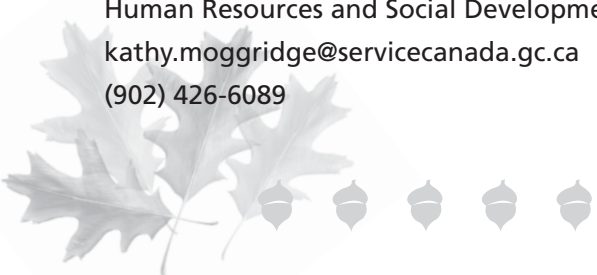 Human Resources and Social Developme
kathy.moggridge@servicecanada.gc.ca
(902) 426-6089